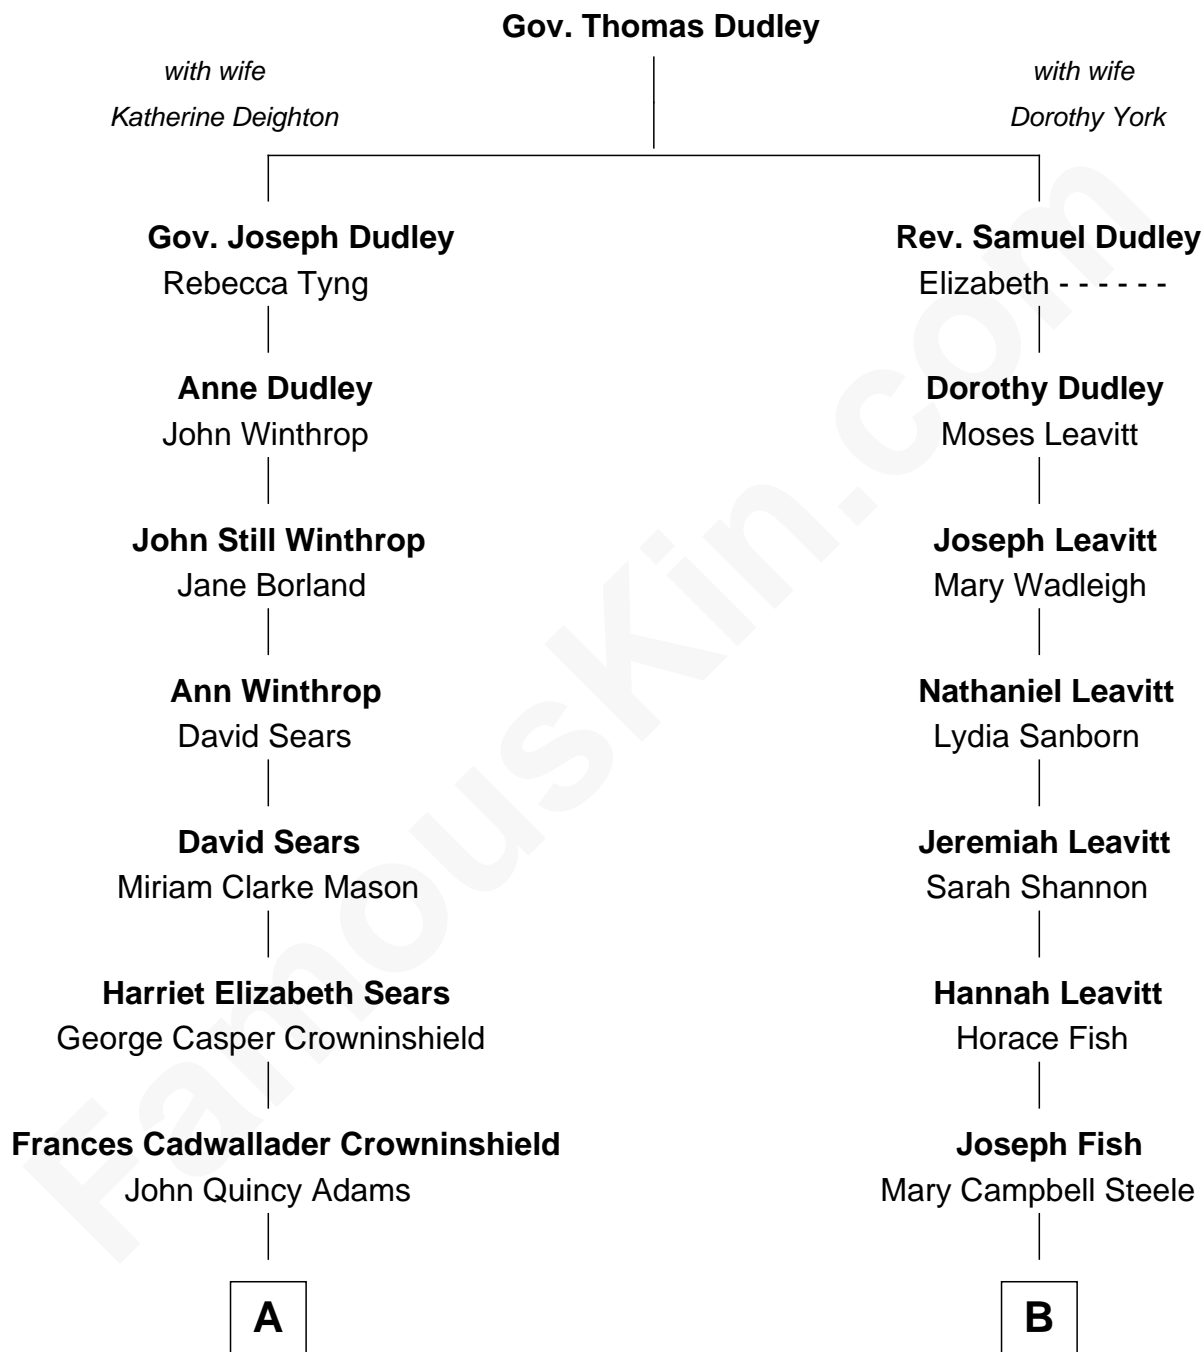 Gov. Thomas Dudley
with wife
Katherine Deighton
with wife
Dorothy York
Gov. Joseph Dudley
Rebecca Tyng
Rev. Samuel Dudley
Elizabeth - - - - - -
Anne Dudley
John Winthrop
Dorothy Dudley
Moses Leavitt
John Still Winthrop
Jane Borland
Joseph Leavitt
Mary Wadleigh
Ann Winthrop
David Sears
Nathaniel Leavitt
Lydia Sanborn
David Sears
Miriam Clarke Mason
Jeremiah Leavitt
Sarah Shannon
Harriet Elizabeth Sears
George Casper Crowninshield
Hannah Leavitt
Horace Fish
Frances Cadwallader Crowninshield
John Quincy Adams
Joseph Fish
Mary Campbell Steele
A
B
FamousKin.com